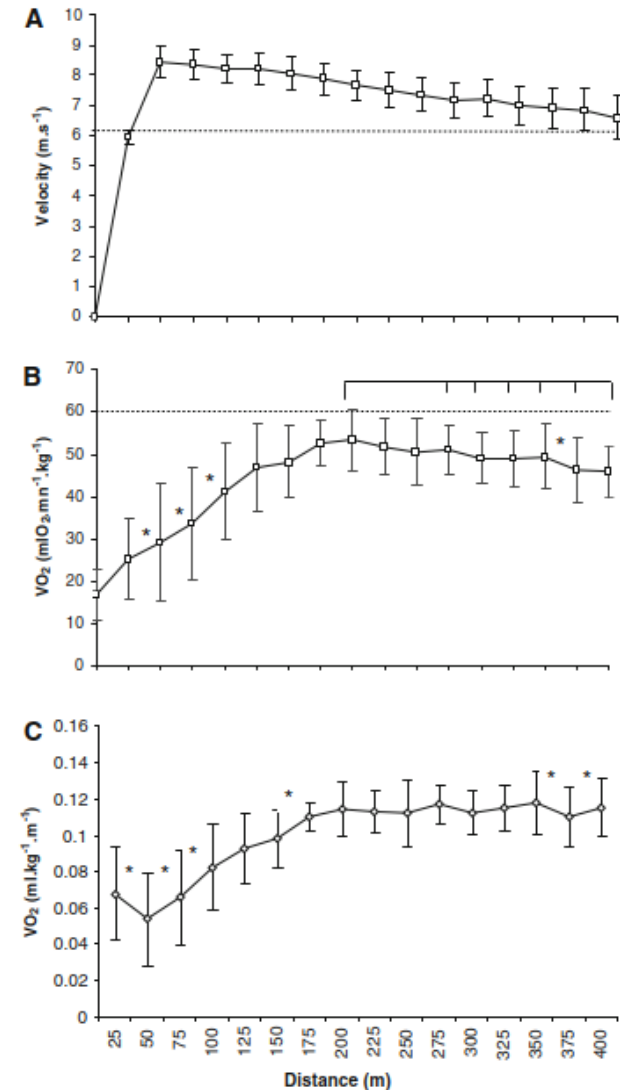 A
10
9
8
7
6
5
4
3
2
1
0
Velocity (m.s⁻¹)
B
70
60
50
40
30
20
10
0
VO₂ (mlO₂.mn⁻¹.kg⁻¹)
* * * *
C
0.16
0.14
0.12
0.1
0.08
0.06
0.04
0.02
0
VO₂ (ml.kg⁻¹.m⁻¹)
* * * * * *
25 50 75 100 125 150 175 200 225 250 275 300 325 350 375 400
Distance (m)